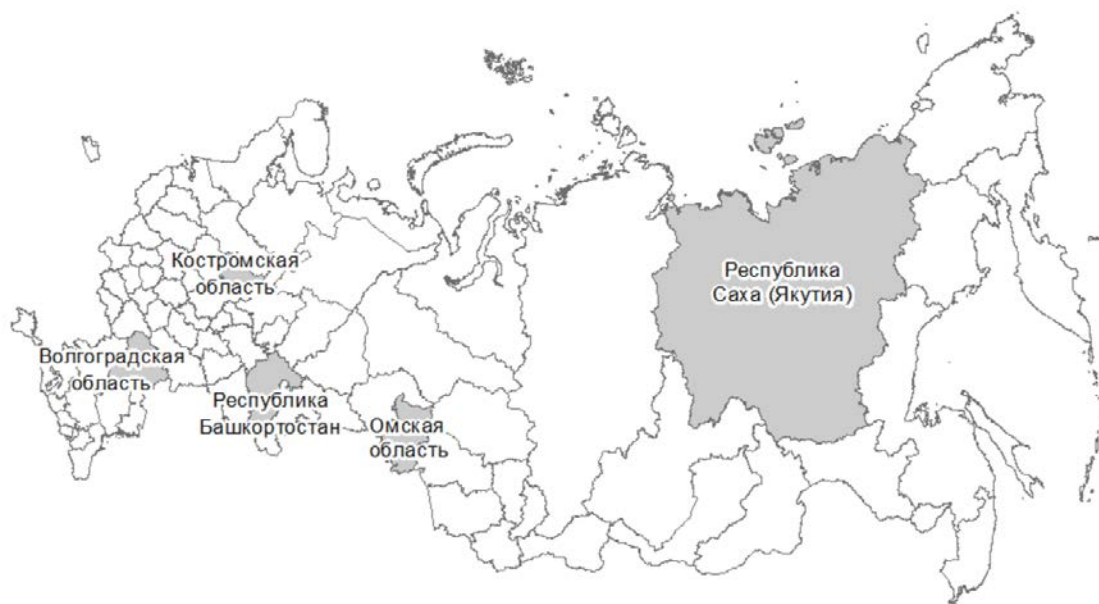 Костромская
область
Республика
Саха (Якутия)
Волгоградская
область
Республика
Башкортостан
Омская
область